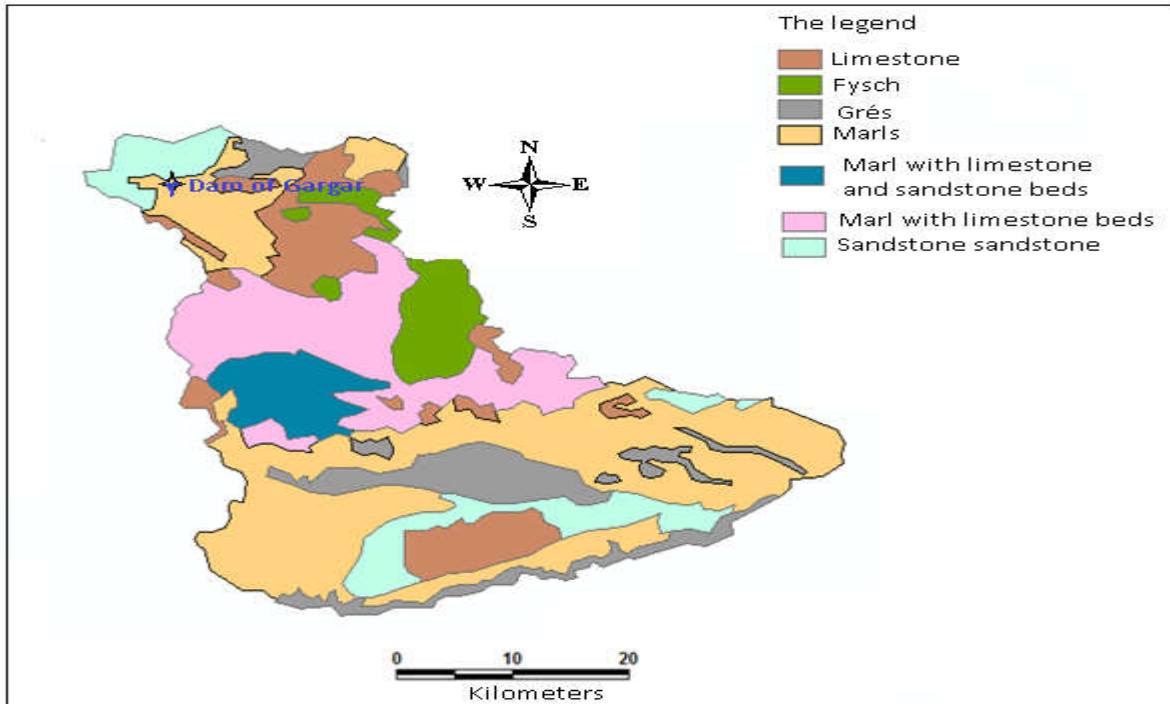 The legend
Limestone
Fysch
Grés
Marls
Marl with limestone
and sandstone beds
Marl with limestone beds
Sandstone sandstone
N
W E
S
Dam of Gargar
0 10 20
Kilometers